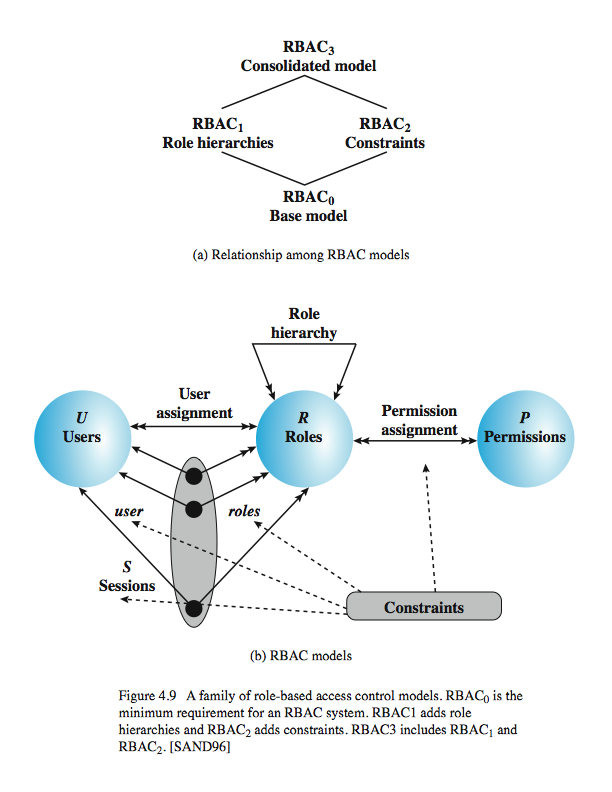 RBAC₃
Consolidated model
RBAC₁
Role hierarchies
RBAC₂
Constraints
RBAC₀
Base model
(a) Relationship among RBAC models
Role
hierarchy
User
assignment
Permission
assignment
U
Users
R
Roles
P
Permissions
user
roles
S
Sessions
Constraints
(b) RBAC models
Figure 4.9 A family of role-based access control models. RBAC₀ is the
minimum requirement for an RBAC system. RBAC1 adds role
hierarchies and RBAC₂ adds constraints. RBAC3 includes RBAC₁ and
RBAC₂. [SAND96]